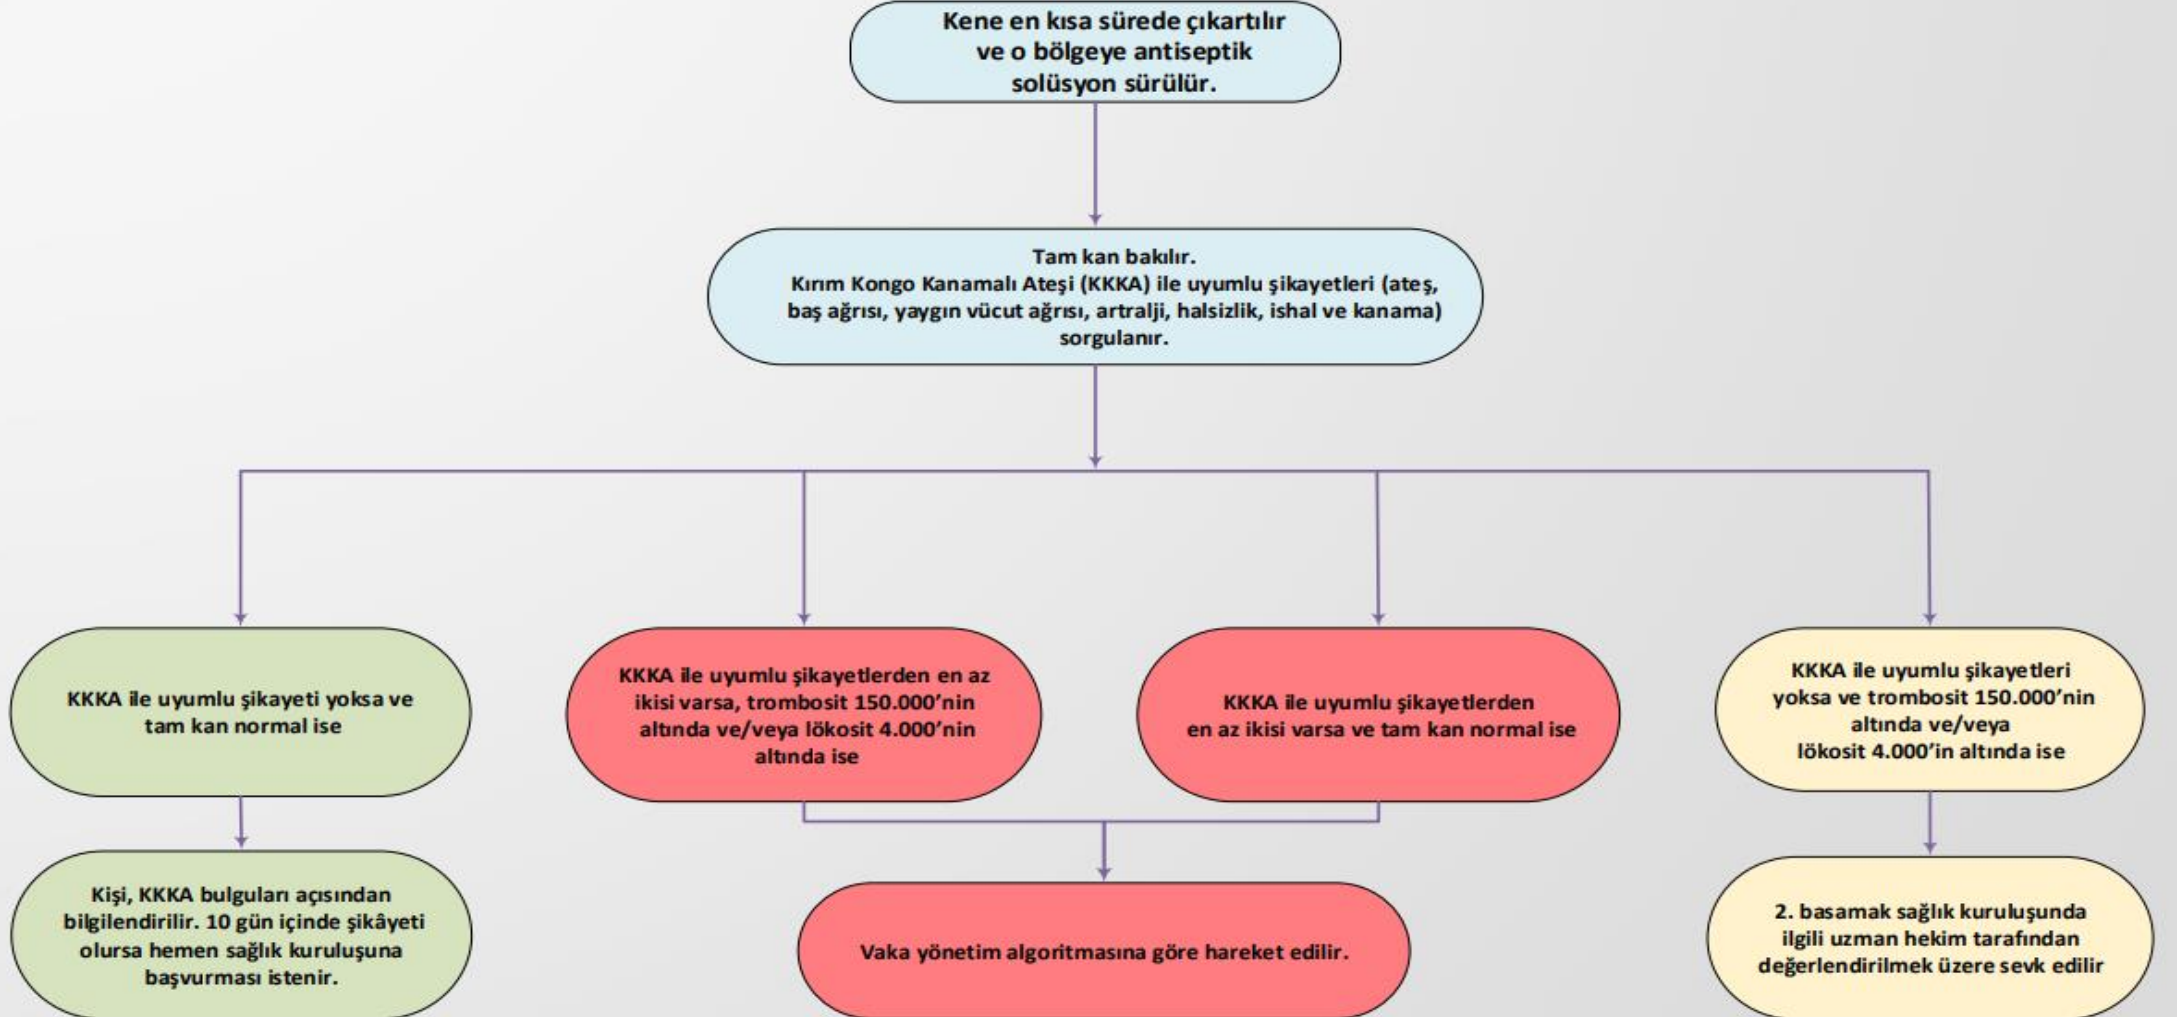 Kene en kısa sürede çıkartılır
ve o bölgeye antiseptik
solüsyon sürülür.
Tam kan bakılır.
Kırım Kongo Kanamalı Ateşi (KKKA) ile uyumlu şikayetleri (ateş,
baş ağrısı, yaygın vücut ağrısı, artralji, halsizlik, ishal ve kanama)
sorgulanır.
KKKA ile uyumlu şikayeti yoksa ve
tam kan normal ise
KKKA ile uyumlu şikayetlerden en az
ikisi varsa, trombosit 150.000’nin
altında ve/veya lökosit 4.000’nin
altında ise
KKKA ile uyumlu şikayetlerden
en az ikisi varsa ve tam kan normal ise
KKKA ile uyumlu şikayetleri
yoksa ve trombosit 150.000’nin
altında ve/veya
lökosit 4.000’in altında ise
Kişi, KKKA bulguları açısından
bilgilendirilir. 10 gün içinde şikâyeti
olursa hemen sağlık kuruluşuna
başvurması istenir.
Vaka yönetim algoritmasına göre hareket edilir.
2. basamak sağlık kuruluşunda
ilgili uzman hekim tarafından
değerlendirilmek üzere sevk edilir